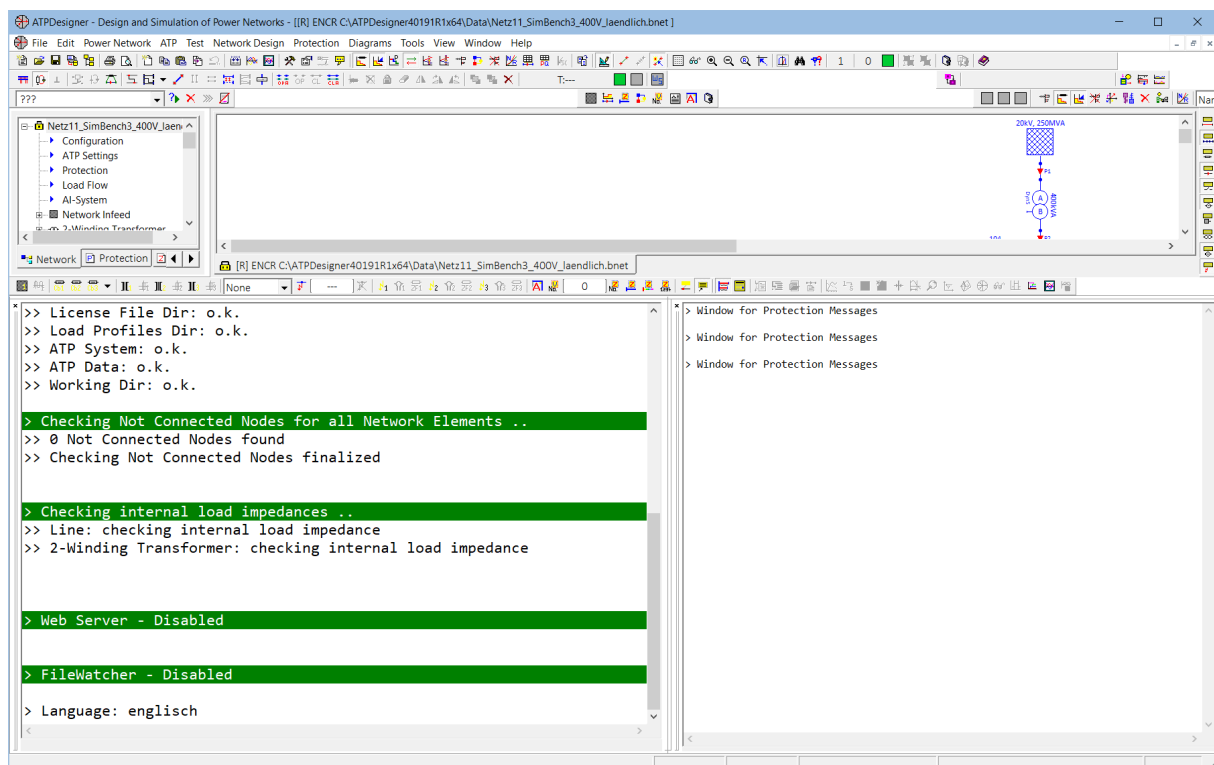 ATPDesigner - Design and Simulation of Power Networks - [[R] ENCR C:\ATPDesigner40191R1x64\Data\Netz11_SimBench3_400V_laendlich.bnet ]
File Edit Power Network ATP Test Network Design Protection Diagrams Tools View Window Help
1 0
T:---
???
Nar
Netz11_SimBench3_400V_laen
Configuration
ATP Settings
Protection
Load Flow
AI-System
Network Infeed
2-Winding Transformer
Network Protection
20kV, 250MVA
P1
Dyn5 A B 400kVA
[R] ENCR C:\ATPDesigner40191R1x64\Data\Netz11_SimBench3_400V_laendlich.bnet
None --- 0
>> License File Dir: o.k.
>> Load Profiles Dir: o.k.
>> ATP System: o.k.
>> ATP Data: o.k.
>> Working Dir: o.k.
> Checking Not Connected Nodes for all Network Elements ..
>> 0 Not Connected Nodes found
>> Checking Not Connected Nodes finalized
> Checking internal load impedances ..
>> Line: checking internal load impedance
>> 2-Winding Transformer: checking internal load impedance
> Web Server - Disabled
> FileWatcher - Disabled
> Language: englisch
> Window for Protection Messages
> Window for Protection Messages
> Window for Protection Messages